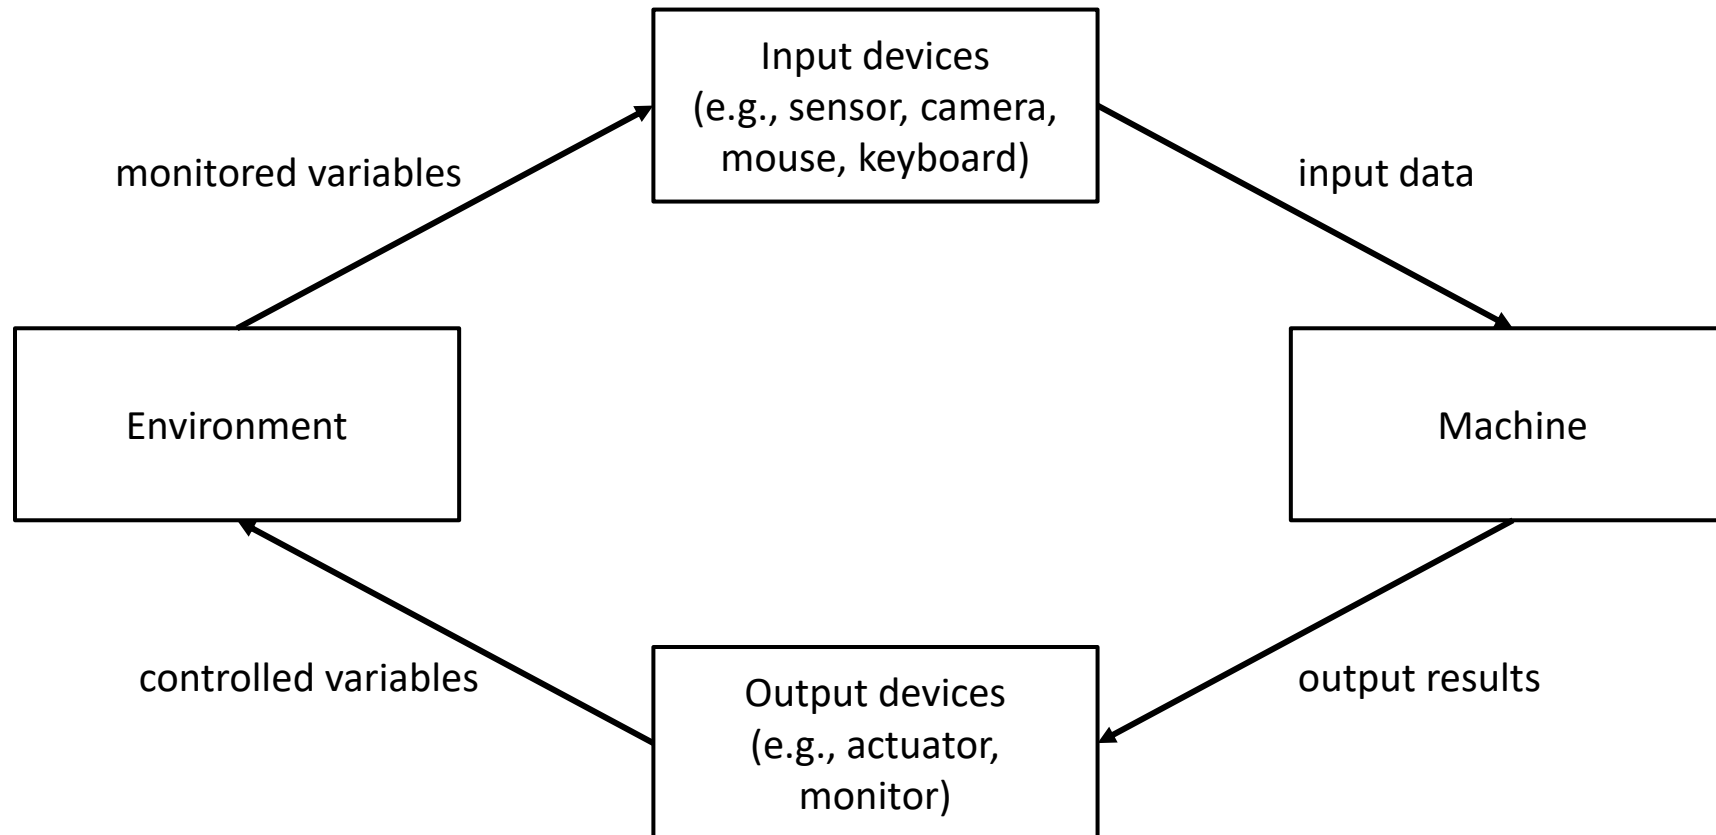 Input devices
(e.g., sensor, camera,
mouse, keyboard)
monitored variables
input data
Environment
Machine
controlled variables
output results
Output devices
(e.g., actuator,
monitor)